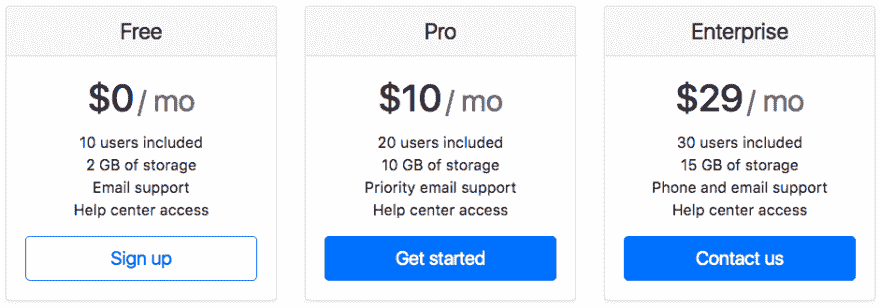 Free
$0 / mo
10 users included
2 GB of storage
Email support
Help center access
Sign up
Pro
$10 / mo
20 users included
10 GB of storage
Priority email support
Help center access
Get started
Enterprise
$29 / mo
30 users included
15 GB of storage
Phone and email support
Help center access
Contact us